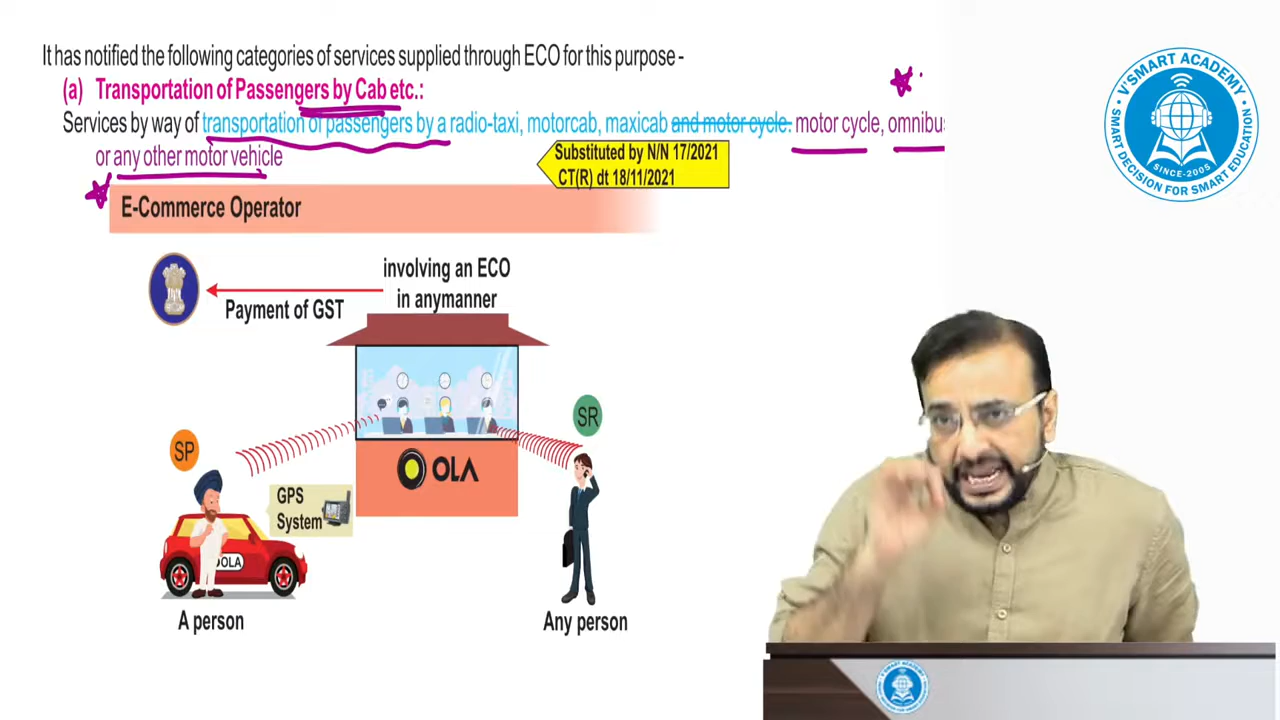 It has notified the following categories of services supplied through ECO for this purpose -
(a) Transportation of Passengers by Cab etc.:
Services by way of transportation of passengers by a radio-taxi, motorcab, maxicab and motor cycle. motor cycle, omnibus
or any other motor vehicle
Substituted by N/N 17/2021
CT(R) dt 18/11/2021
E-Commerce Operator
involving an ECO
in anymanner
Payment of GST
SP
SR
OLA
GPS
System
OLA
A person
Any person
V'SMART ACADEMY
SINCE-2005
SMART DECISION FOR SMART EDUCATION